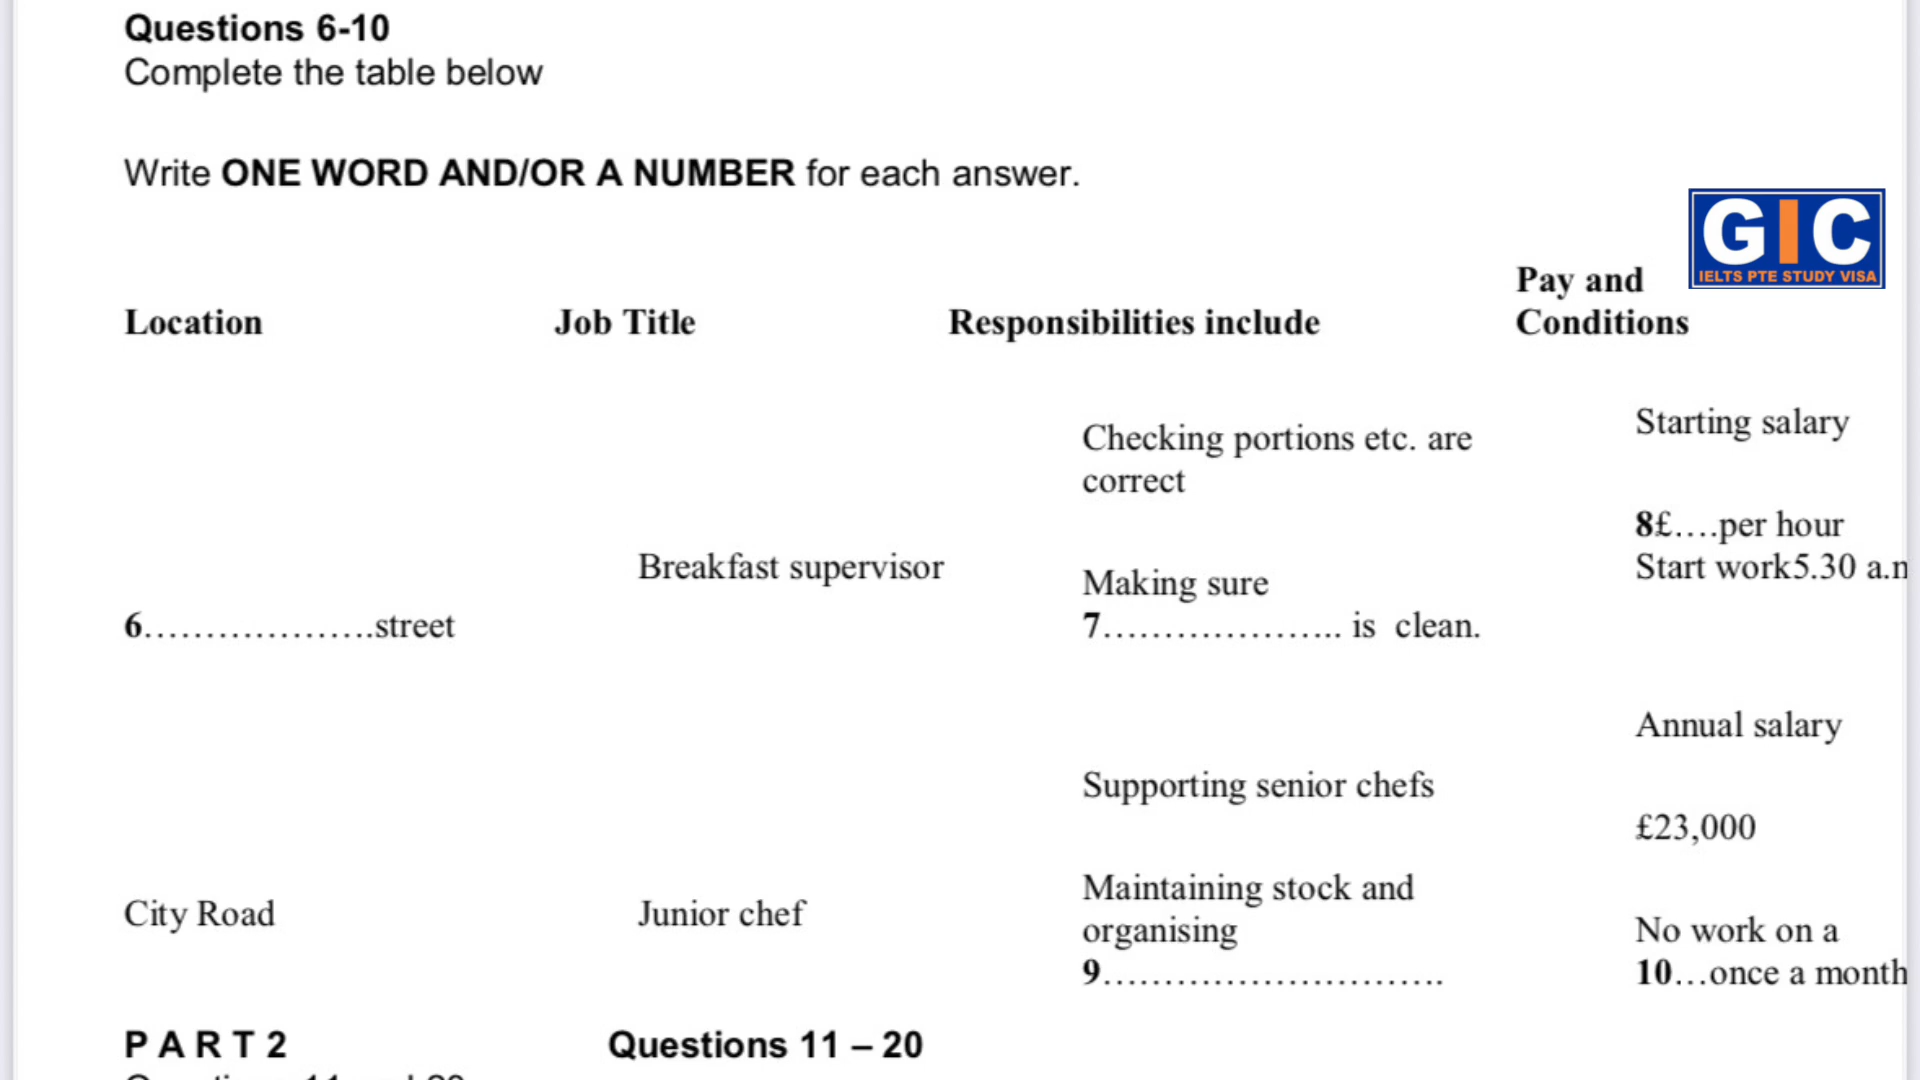 Questions 6-10
Complete the table below
Write ONE WORD AND/OR A NUMBER for each answer.
GIC
IELTS PTE STUDY VISA
Location Job Title Responsibilities include Pay and Conditions
6....................street
Breakfast supervisor
Checking portions etc. are
correct
Making sure
7..................... is clean.
Starting salary
8£....per hour
Start work5.30 a.m
City Road
Junior chef
Supporting senior chefs
Maintaining stock and
organising
9..............................
Annual salary
£23,000
No work on a
10...once a month
P A R T 2 Questions 11 – 20